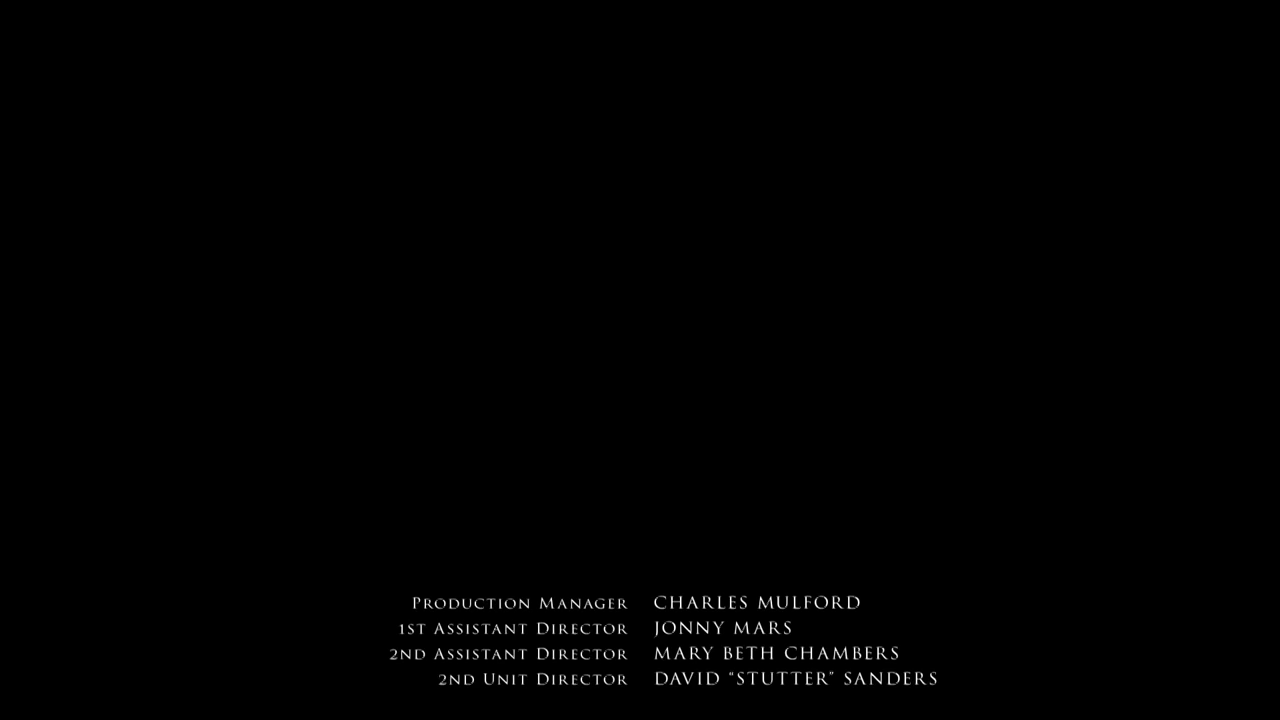 Production Manager CHARLES MULFORD
1st Assistant Director JONNY MARS
2nd Assistant Director MARY BETH CHAMBERS
2nd Unit Director DAVID “STUTTER” SANDERS